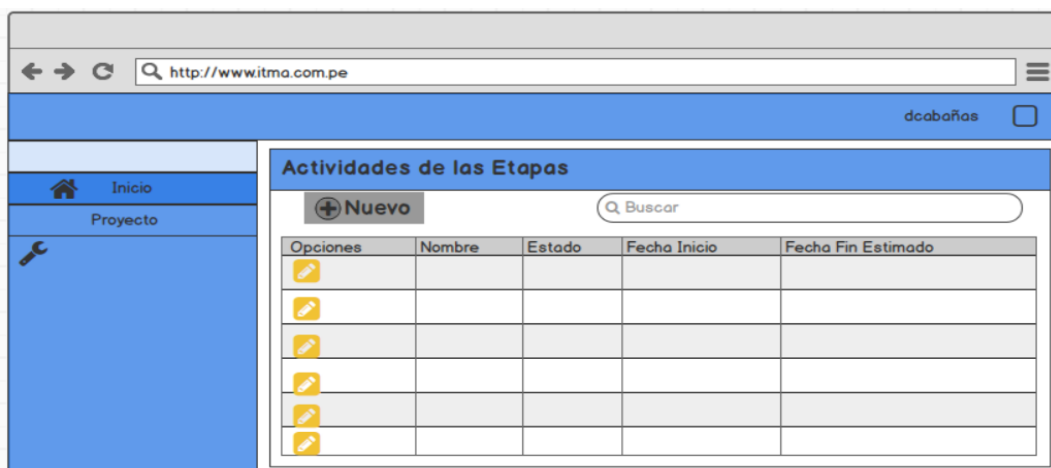 http://www.itma.com.pe
dcabañas
Inicio
Proyecto
Actividades de las Etapas
Nuevo
Buscar
Opciones Nombre Estado Fecha Inicio Fecha Fin Estimado